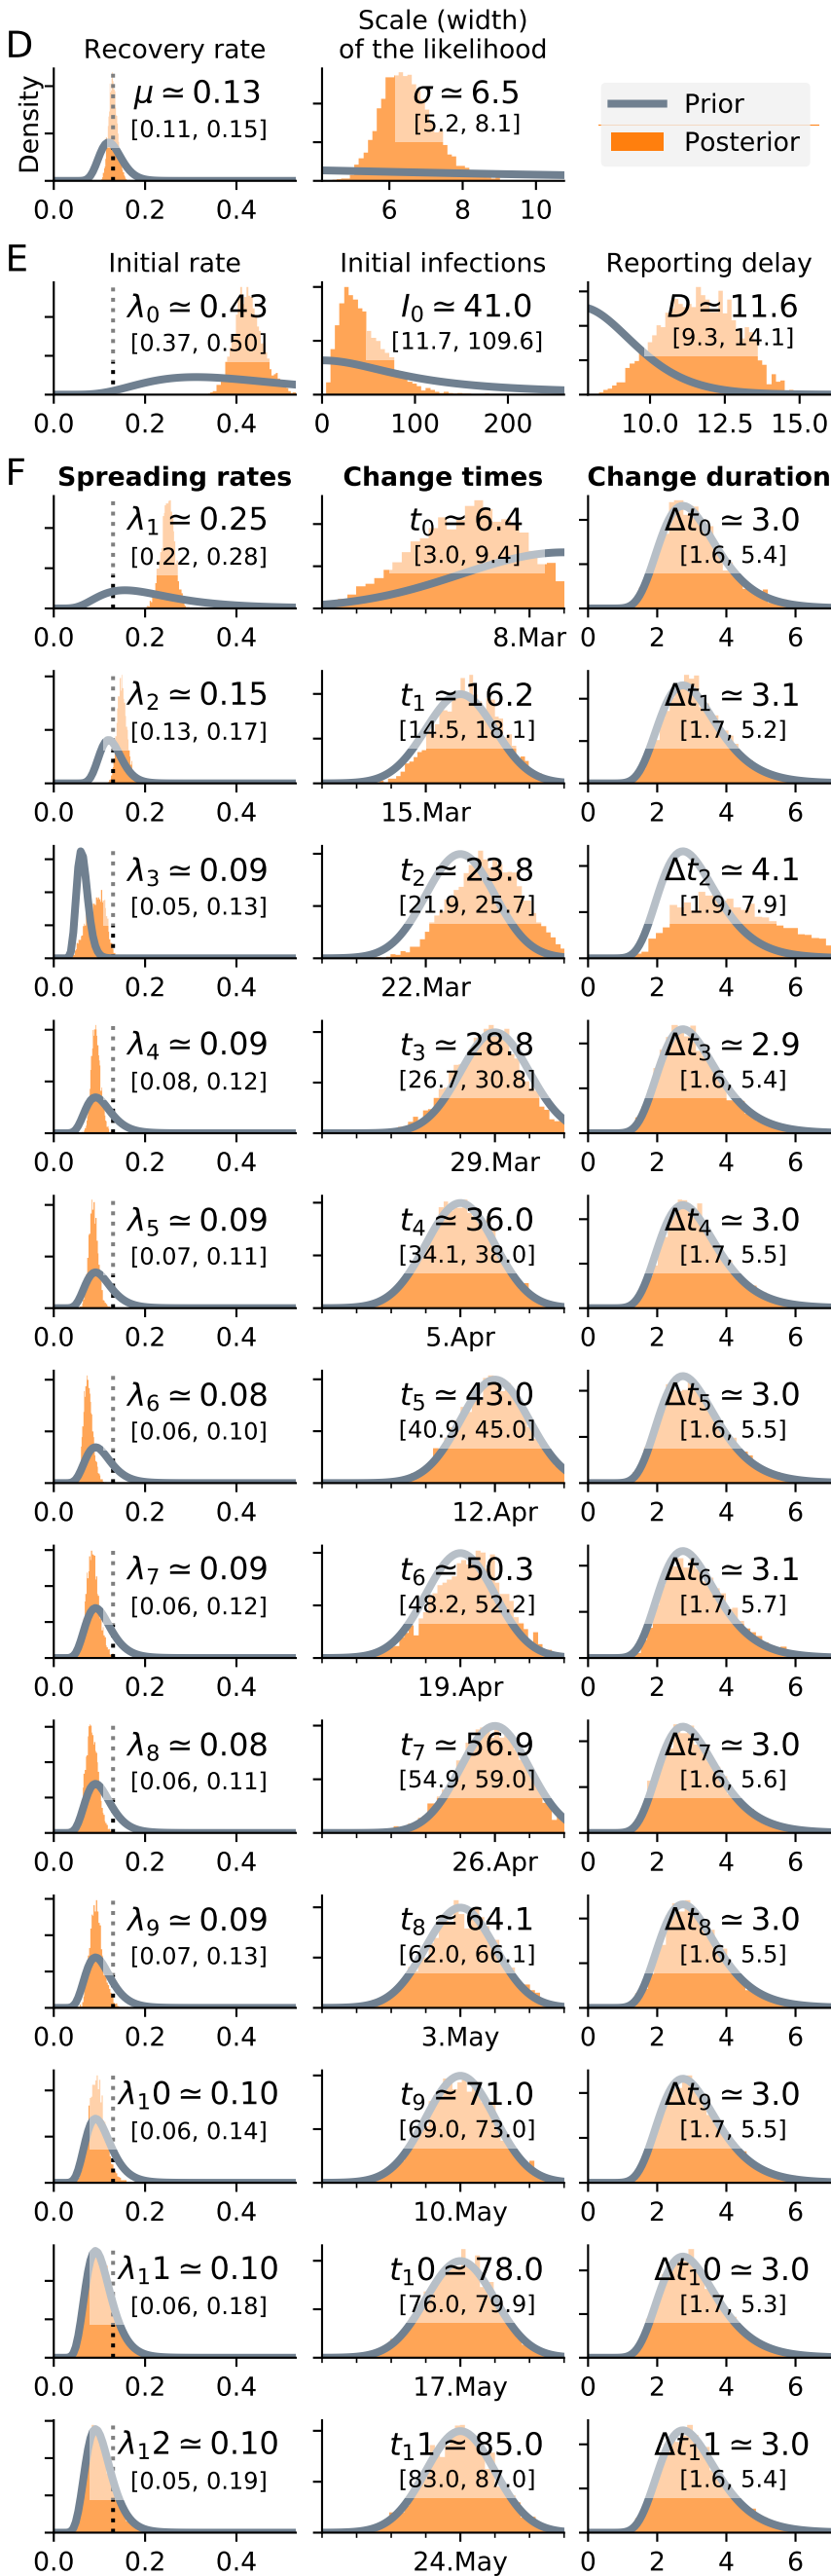 D
Recovery rate
Scale (width)
of the likelihood
Density
μ ≃ 0.13
[0.11, 0.15]
σ ≃ 6.5
[5.2, 8.1]
Prior
Posterior
0.0 0.2 0.4
6 8 10
E
Initial rate
Initial infections
Reporting delay
λ₀ ≃ 0.43
[0.37, 0.50]
I₀ ≃ 41.0
[11.7, 109.6]
D ≃ 11.6
[9.3, 14.1]
0.0 0.2 0.4
0 100 200
10.0 12.5 15.0
F
Spreading rates
Change times
Change duration
λ₁ ≃ 0.25
[0.22, 0.28]
t₀ ≃ 6.4
[3.0, 9.4]
Δt₀ ≃ 3.0
[1.6, 5.4]
0.0 0.2 0.4
8.Mar
0 2 4 6
λ₂ ≃ 0.15
[0.13, 0.17]
t₁ ≃ 16.2
[14.5, 18.1]
Δt₁ ≃ 3.1
[1.7, 5.2]
0.0 0.2 0.4
15.Mar
0 2 4 6
λ₃ ≃ 0.09
[0.05, 0.13]
t₂ ≃ 23.8
[21.9, 25.7]
Δt₂ ≃ 4.1
[1.9, 7.9]
0.0 0.2 0.4
22.Mar
0 2 4 6
λ₄ ≃ 0.09
[0.08, 0.12]
t₃ ≃ 28.8
[26.7, 30.8]
Δt₃ ≃ 2.9
[1.6, 5.4]
0.0 0.2 0.4
29.Mar
0 2 4 6
λ₅ ≃ 0.09
[0.07, 0.11]
t₄ ≃ 36.0
[34.1, 38.0]
Δt₄ ≃ 3.0
[1.7, 5.5]
0.0 0.2 0.4
5.Apr
0 2 4 6
λ₆ ≃ 0.08
[0.06, 0.10]
t₅ ≃ 43.0
[40.9, 45.0]
Δt₅ ≃ 3.0
[1.6, 5.5]
0.0 0.2 0.4
12.Apr
0 2 4 6
λ₇ ≃ 0.09
[0.06, 0.12]
t₆ ≃ 50.3
[48.2, 52.2]
Δt₆ ≃ 3.1
[1.7, 5.7]
0.0 0.2 0.4
19.Apr
0 2 4 6
λ₈ ≃ 0.08
[0.06, 0.11]
t₇ ≃ 56.9
[54.9, 59.0]
Δt₇ ≃ 3.0
[1.6, 5.6]
0.0 0.2 0.4
26.Apr
0 2 4 6
λ₉ ≃ 0.09
[0.07, 0.13]
t₈ ≃ 64.1
[62.0, 66.1]
Δt₈ ≃ 3.0
[1.6, 5.5]
0.0 0.2 0.4
3.May
0 2 4 6
λ₁0 ≃ 0.10
[0.06, 0.14]
t₉ ≃ 71.0
[69.0, 73.0]
Δt₉ ≃ 3.0
[1.7, 5.5]
0.0 0.2 0.4
10.May
0 2 4 6
λ₁1 ≃ 0.10
[0.06, 0.18]
t₁0 ≃ 78.0
[76.0, 79.9]
Δt₁0 ≃ 3.0
[1.7, 5.3]
0.0 0.2 0.4
17.May
0 2 4 6
λ₁2 ≃ 0.10
[0.05, 0.19]
t₁1 ≃ 85.0
[83.0, 87.0]
Δt₁1 ≃ 3.0
[1.6, 5.4]
0.0 0.2 0.4
24.May
0 2 4 6